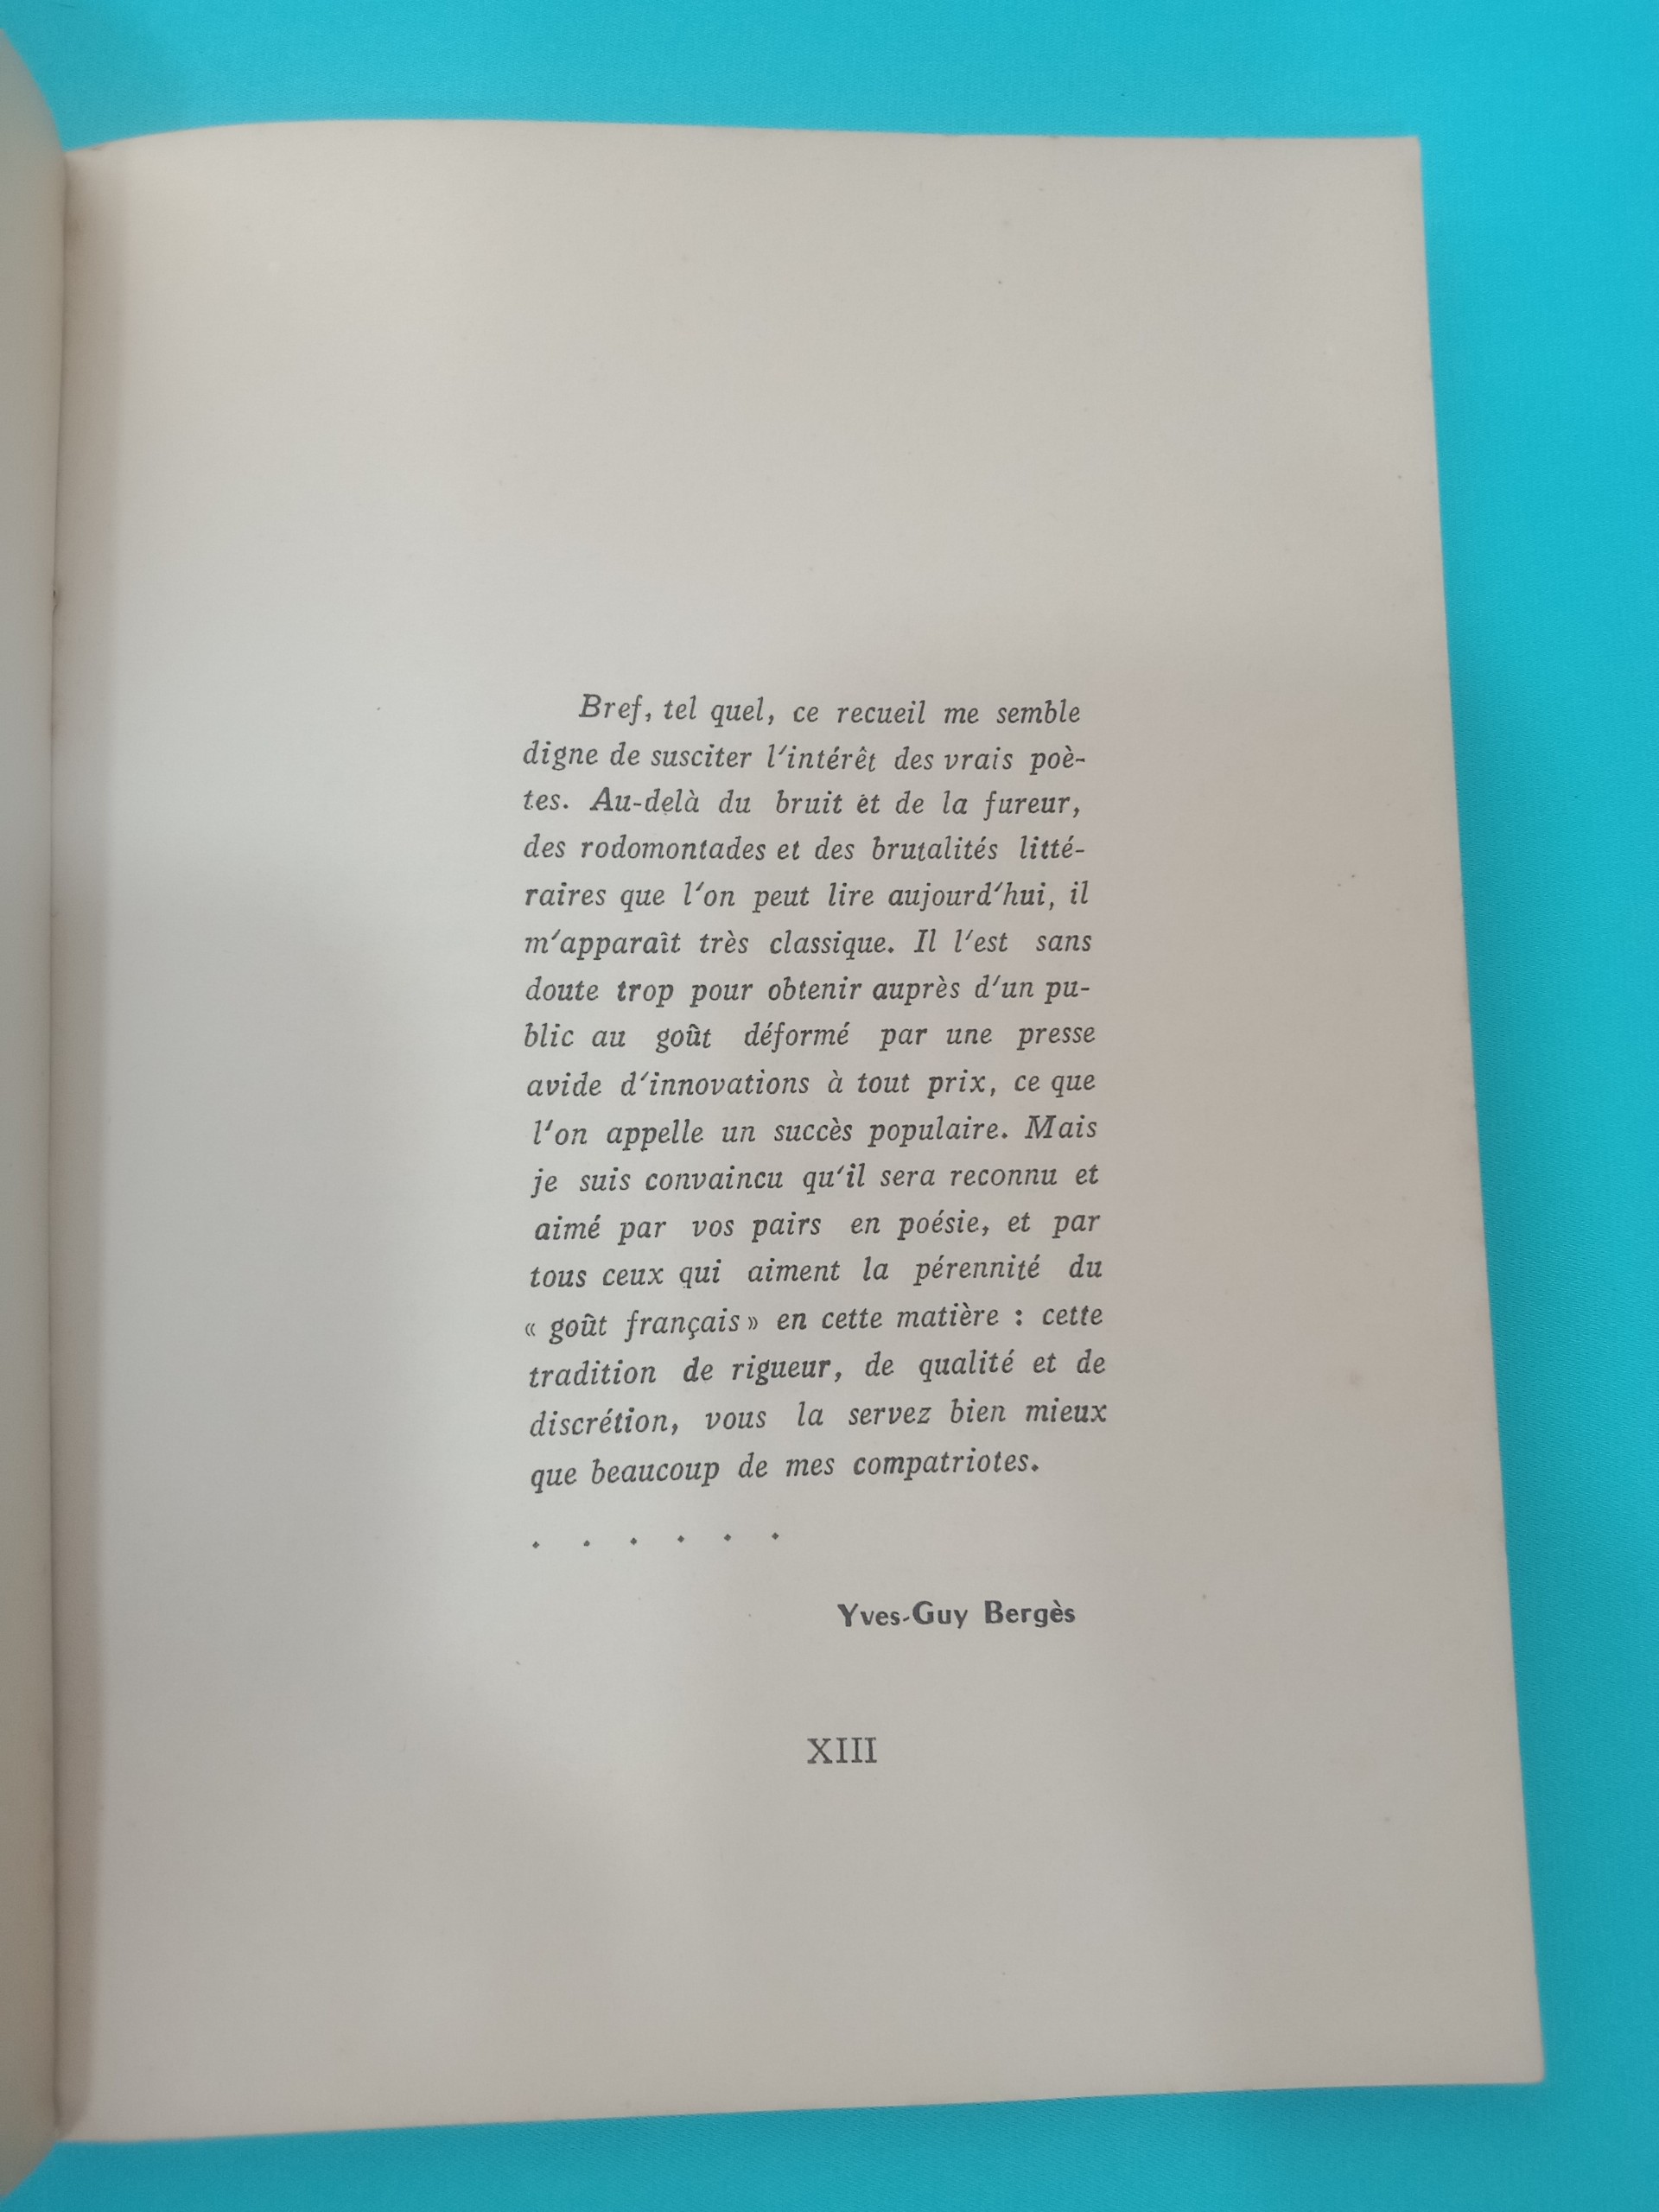 Bref, tel quel, ce recueil me semble
digne de susciter l'intérêt des vrais poè-
tes. Au-delà du bruit et de la fureur,
des rodomontades et des brutalités litté-
raires que l'on peut lire aujourd'hui, il
m'apparaît très classique. Il l'est sans
doute trop pour obtenir auprès d'un pu-
blic au goût déformé par une presse
avide d'innovations à tout prix, ce que
l'on appelle un succès populaire. Mais
je suis convaincu qu'il sera reconnu et
aimé par vos pairs en poésie, et par
tous ceux qui aiment la pérennité du
« goût français » en cette matière : cette
tradition de rigueur, de qualité et de
discrétion, vous la servez bien mieux
que beaucoup de mes compatriotes.
. . . . . .
Yves-Guy Bergès
XIII